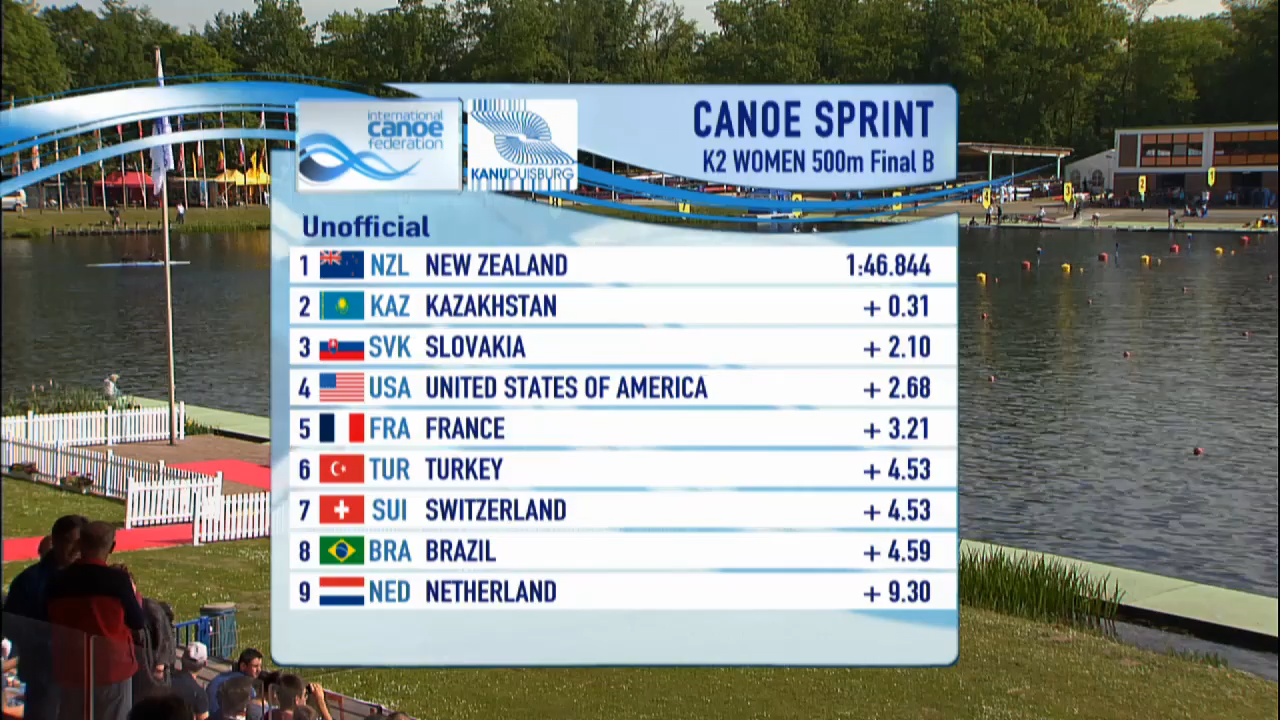 international
canoe
federation
KANUDUISBURG
CANOE SPRINT
K2 WOMEN 500m Final B
Unofficial
1 NZL NEW ZEALAND 1:46.844
2 KAZ KAZAKHSTAN + 0.31
3 SVK SLOVAKIA + 2.10
4 USA UNITED STATES OF AMERICA + 2.68
5 FRA FRANCE + 3.21
6 TUR TURKEY + 4.53
7 SUI SWITZERLAND + 4.53
8 BRA BRAZIL + 4.59
9 NED NETHERLAND + 9.30